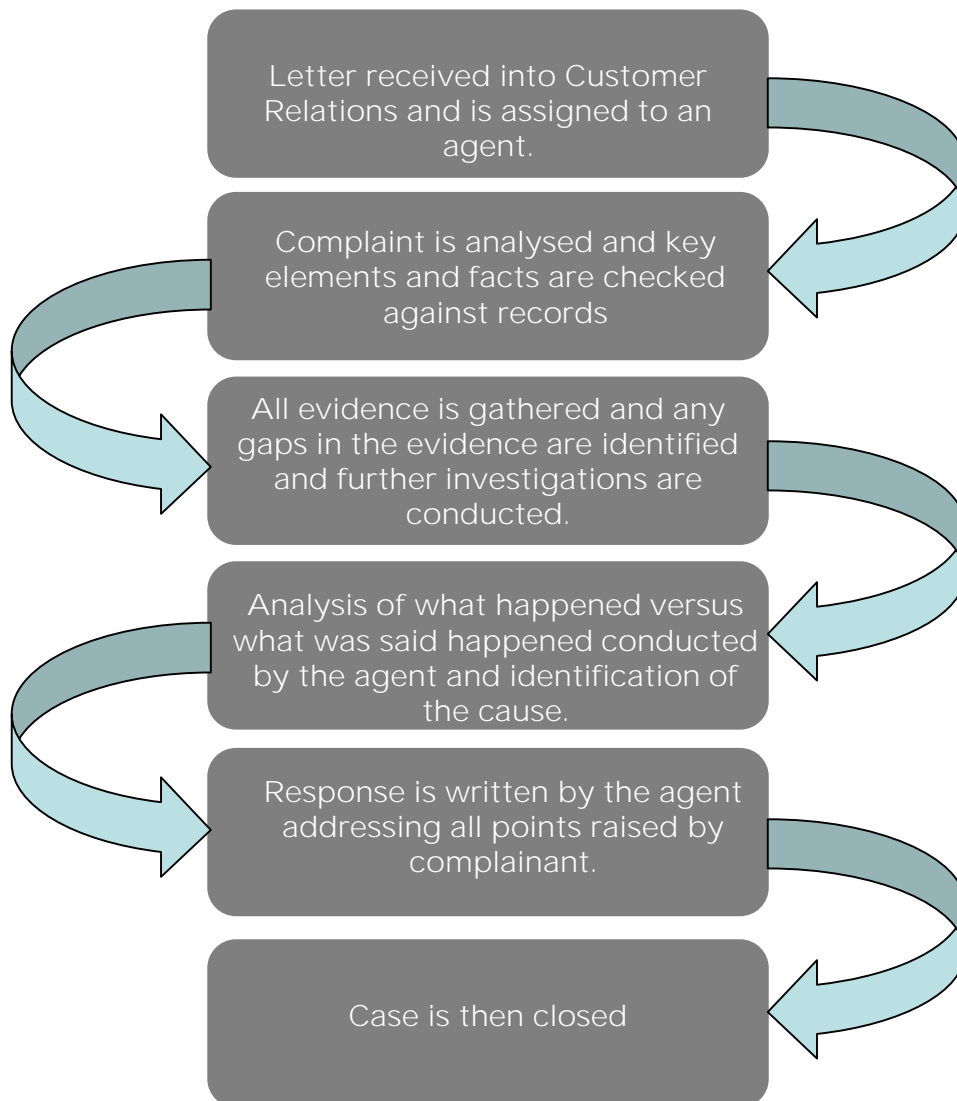 Letter received into Customer
Relations and is assigned to an
agent.
Complaint is analysed and key
elements and facts are checked
against records
All evidence is gathered and any
gaps in the evidence are identified
and further investigations are
conducted.
Analysis of what happened versus
what was said happened conducted
by the agent and identification of
the cause.
Response is written by the agent
addressing all points raised by
complainant.
Case is then closed